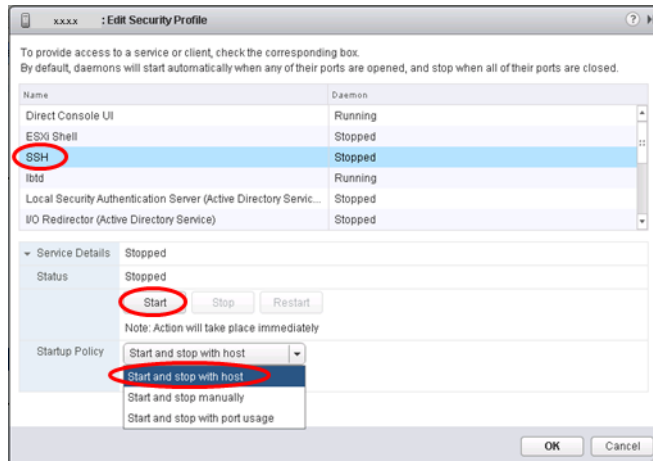 x.x.x.x : Edit Security Profile
To provide access to a service or client, check the corresponding box.
By default, daemons will start automatically when any of their ports are opened, and stop when all of their ports are closed.
Name Daemon
Direct Console UI Running
ESXi Shell Stopped
SSH Stopped
lbtd Running
Local Security Authentication Server (Active Directory Servic... Stopped
I/O Redirector (Active Directory Service) Stopped
Service Details Stopped
Status Stopped
Start Stop Restart
Note: Action will take place immediately
Startup Policy Start and stop with host
Start and stop with host
Start and stop manually
Start and stop with port usage
OK Cancel